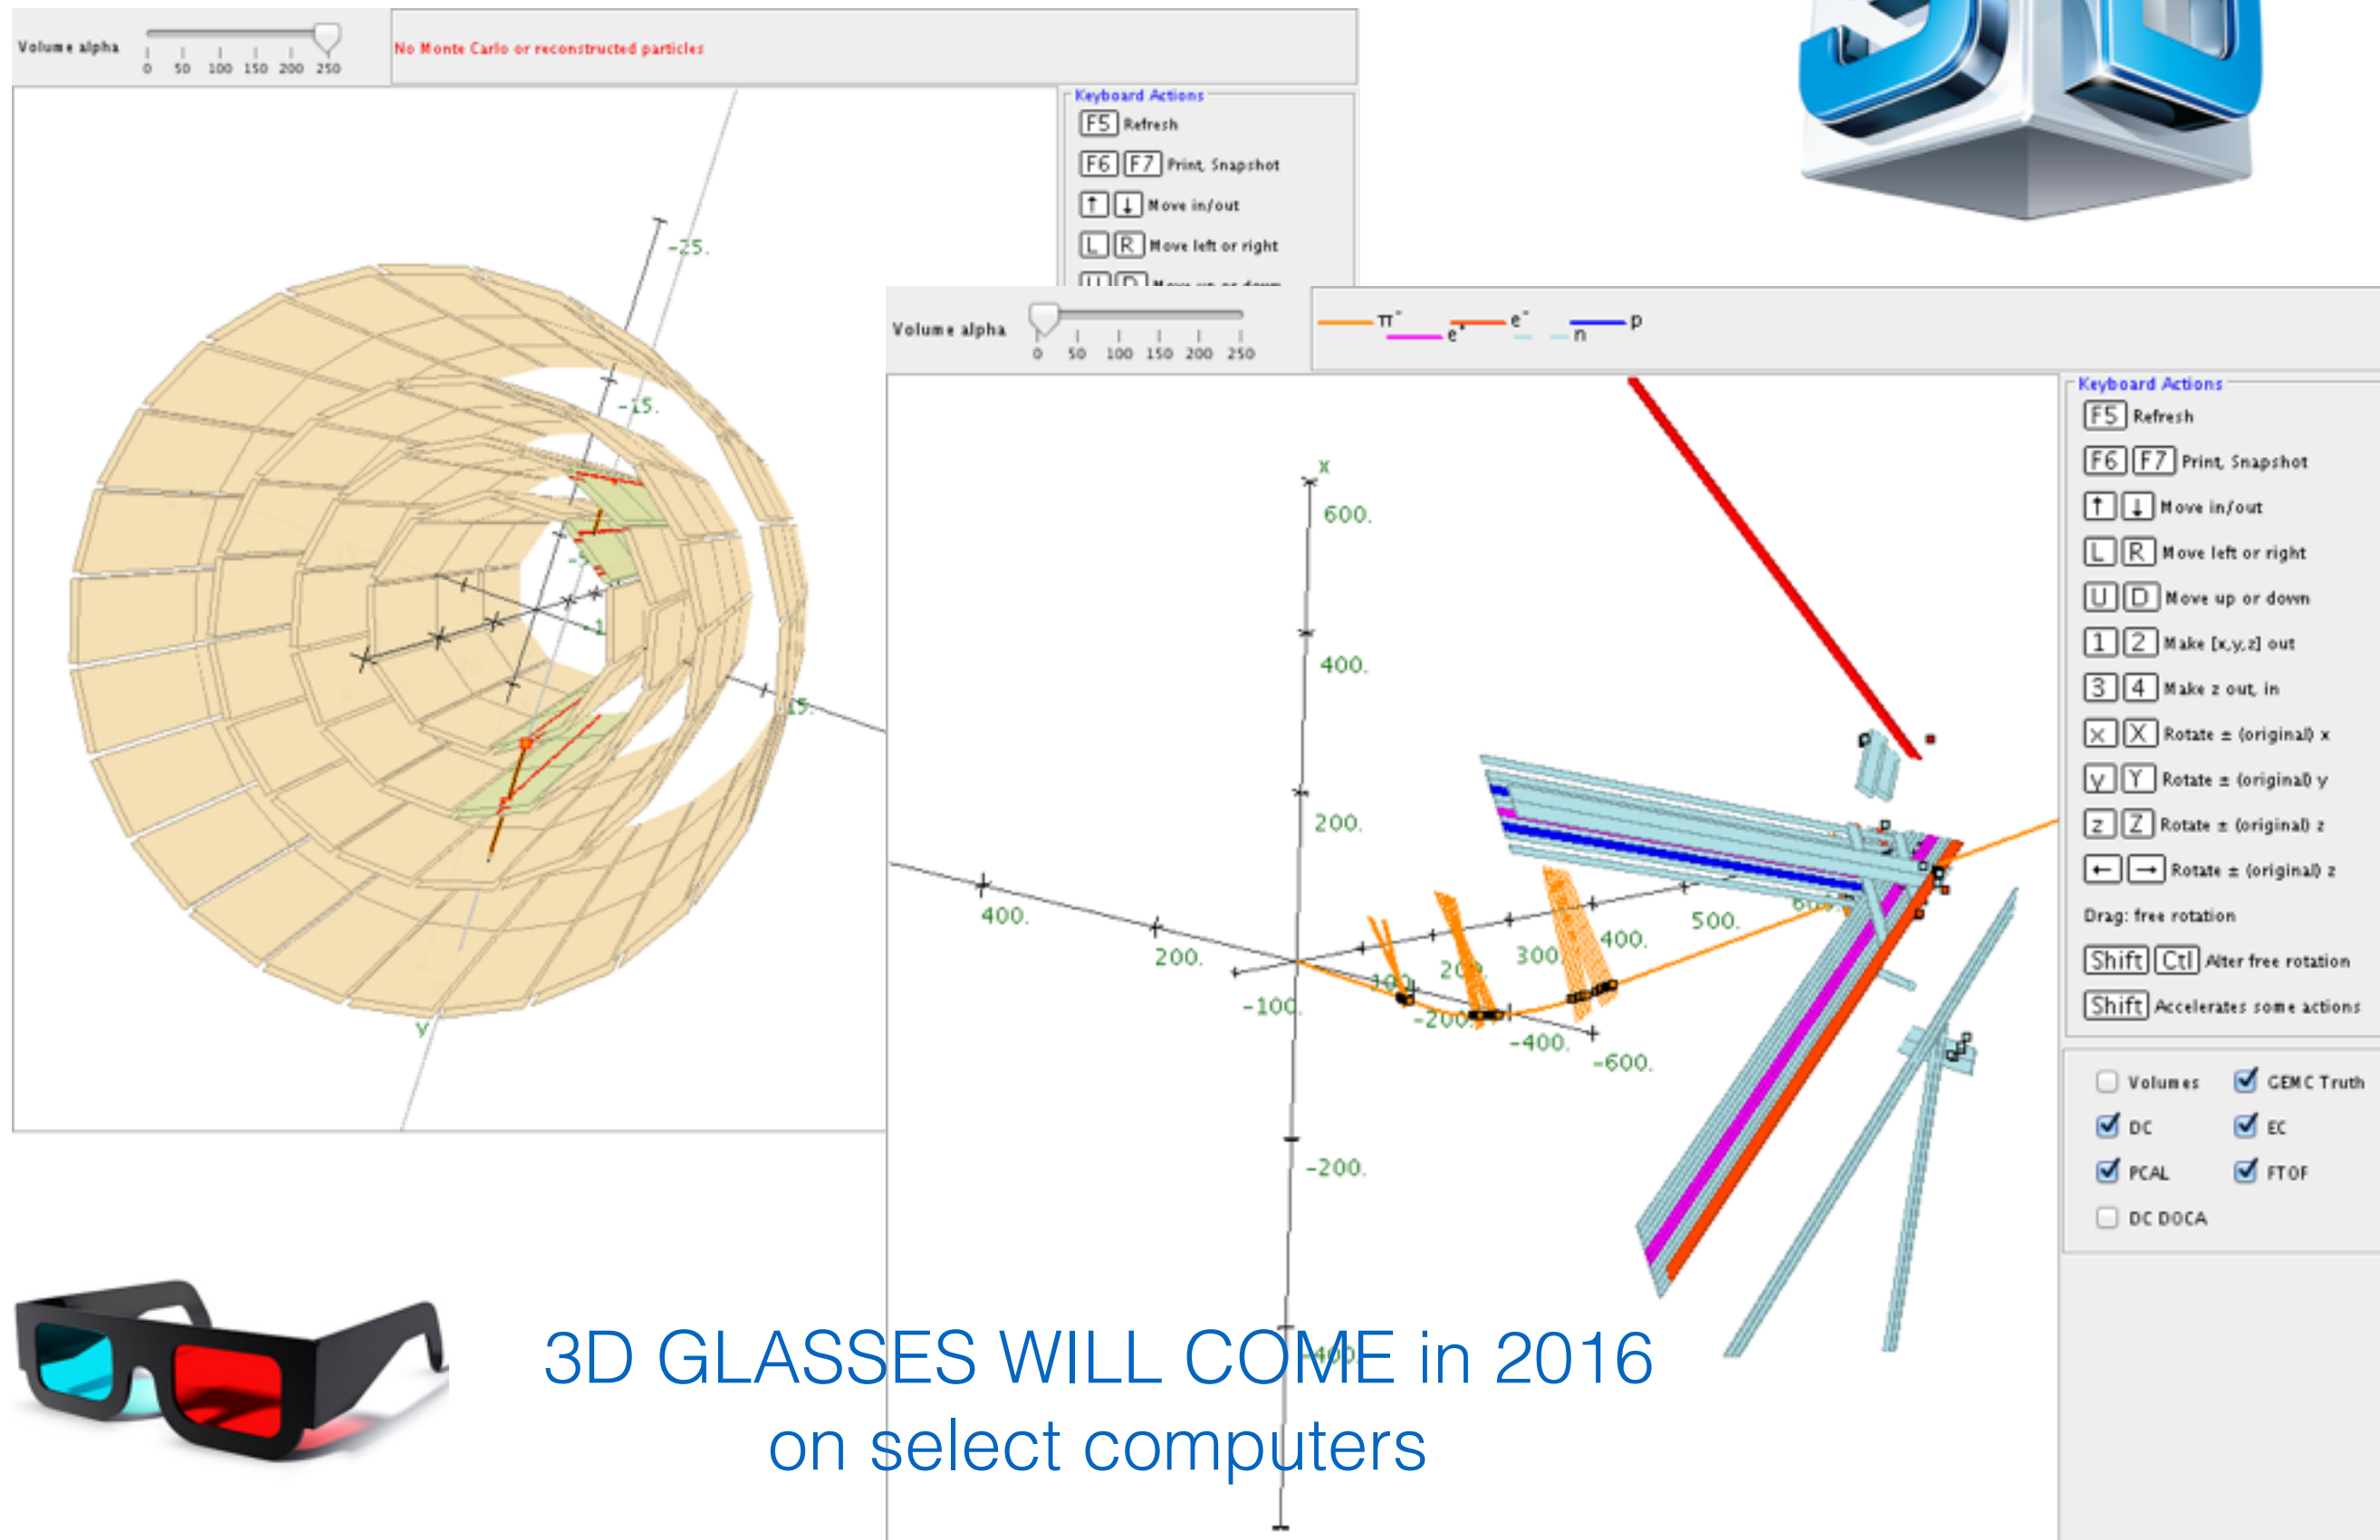 Volume alpha
0 50 100 150 200 250
No Monte Carlo or reconstructed particles
Keyboard Actions
F5 Refresh
F6 F7 Print, Snapshot
↑ ↓ Move in/out
L R Move left or right
U D Move up or down
-25.
-15.
15.
y
Volume alpha
0 50 100 150 200 250
π⁻ e⁻ p
e⁺ n
x
600.
400.
200.
400.
200.
500.
400.
300.
-100.
-200.
-400.
-600.
-200.
Keyboard Actions
F5 Refresh
F6 F7 Print, Snapshot
↑ ↓ Move in/out
L R Move left or right
U D Move up or down
1 2 Make [x,y,z] out
3 4 Make z out, in
x X Rotate ± (original) x
y Y Rotate ± (original) y
z Z Rotate ± (original) z
← → Rotate ± (original) z
Drag: free rotation
Shift Ctl Alter free rotation
Shift Accelerates some actions
Volumes GEMC Truth
DC EC
PCAL FTOF
DC DOCA
3D GLASSES WILL COME in 2016
on select computers